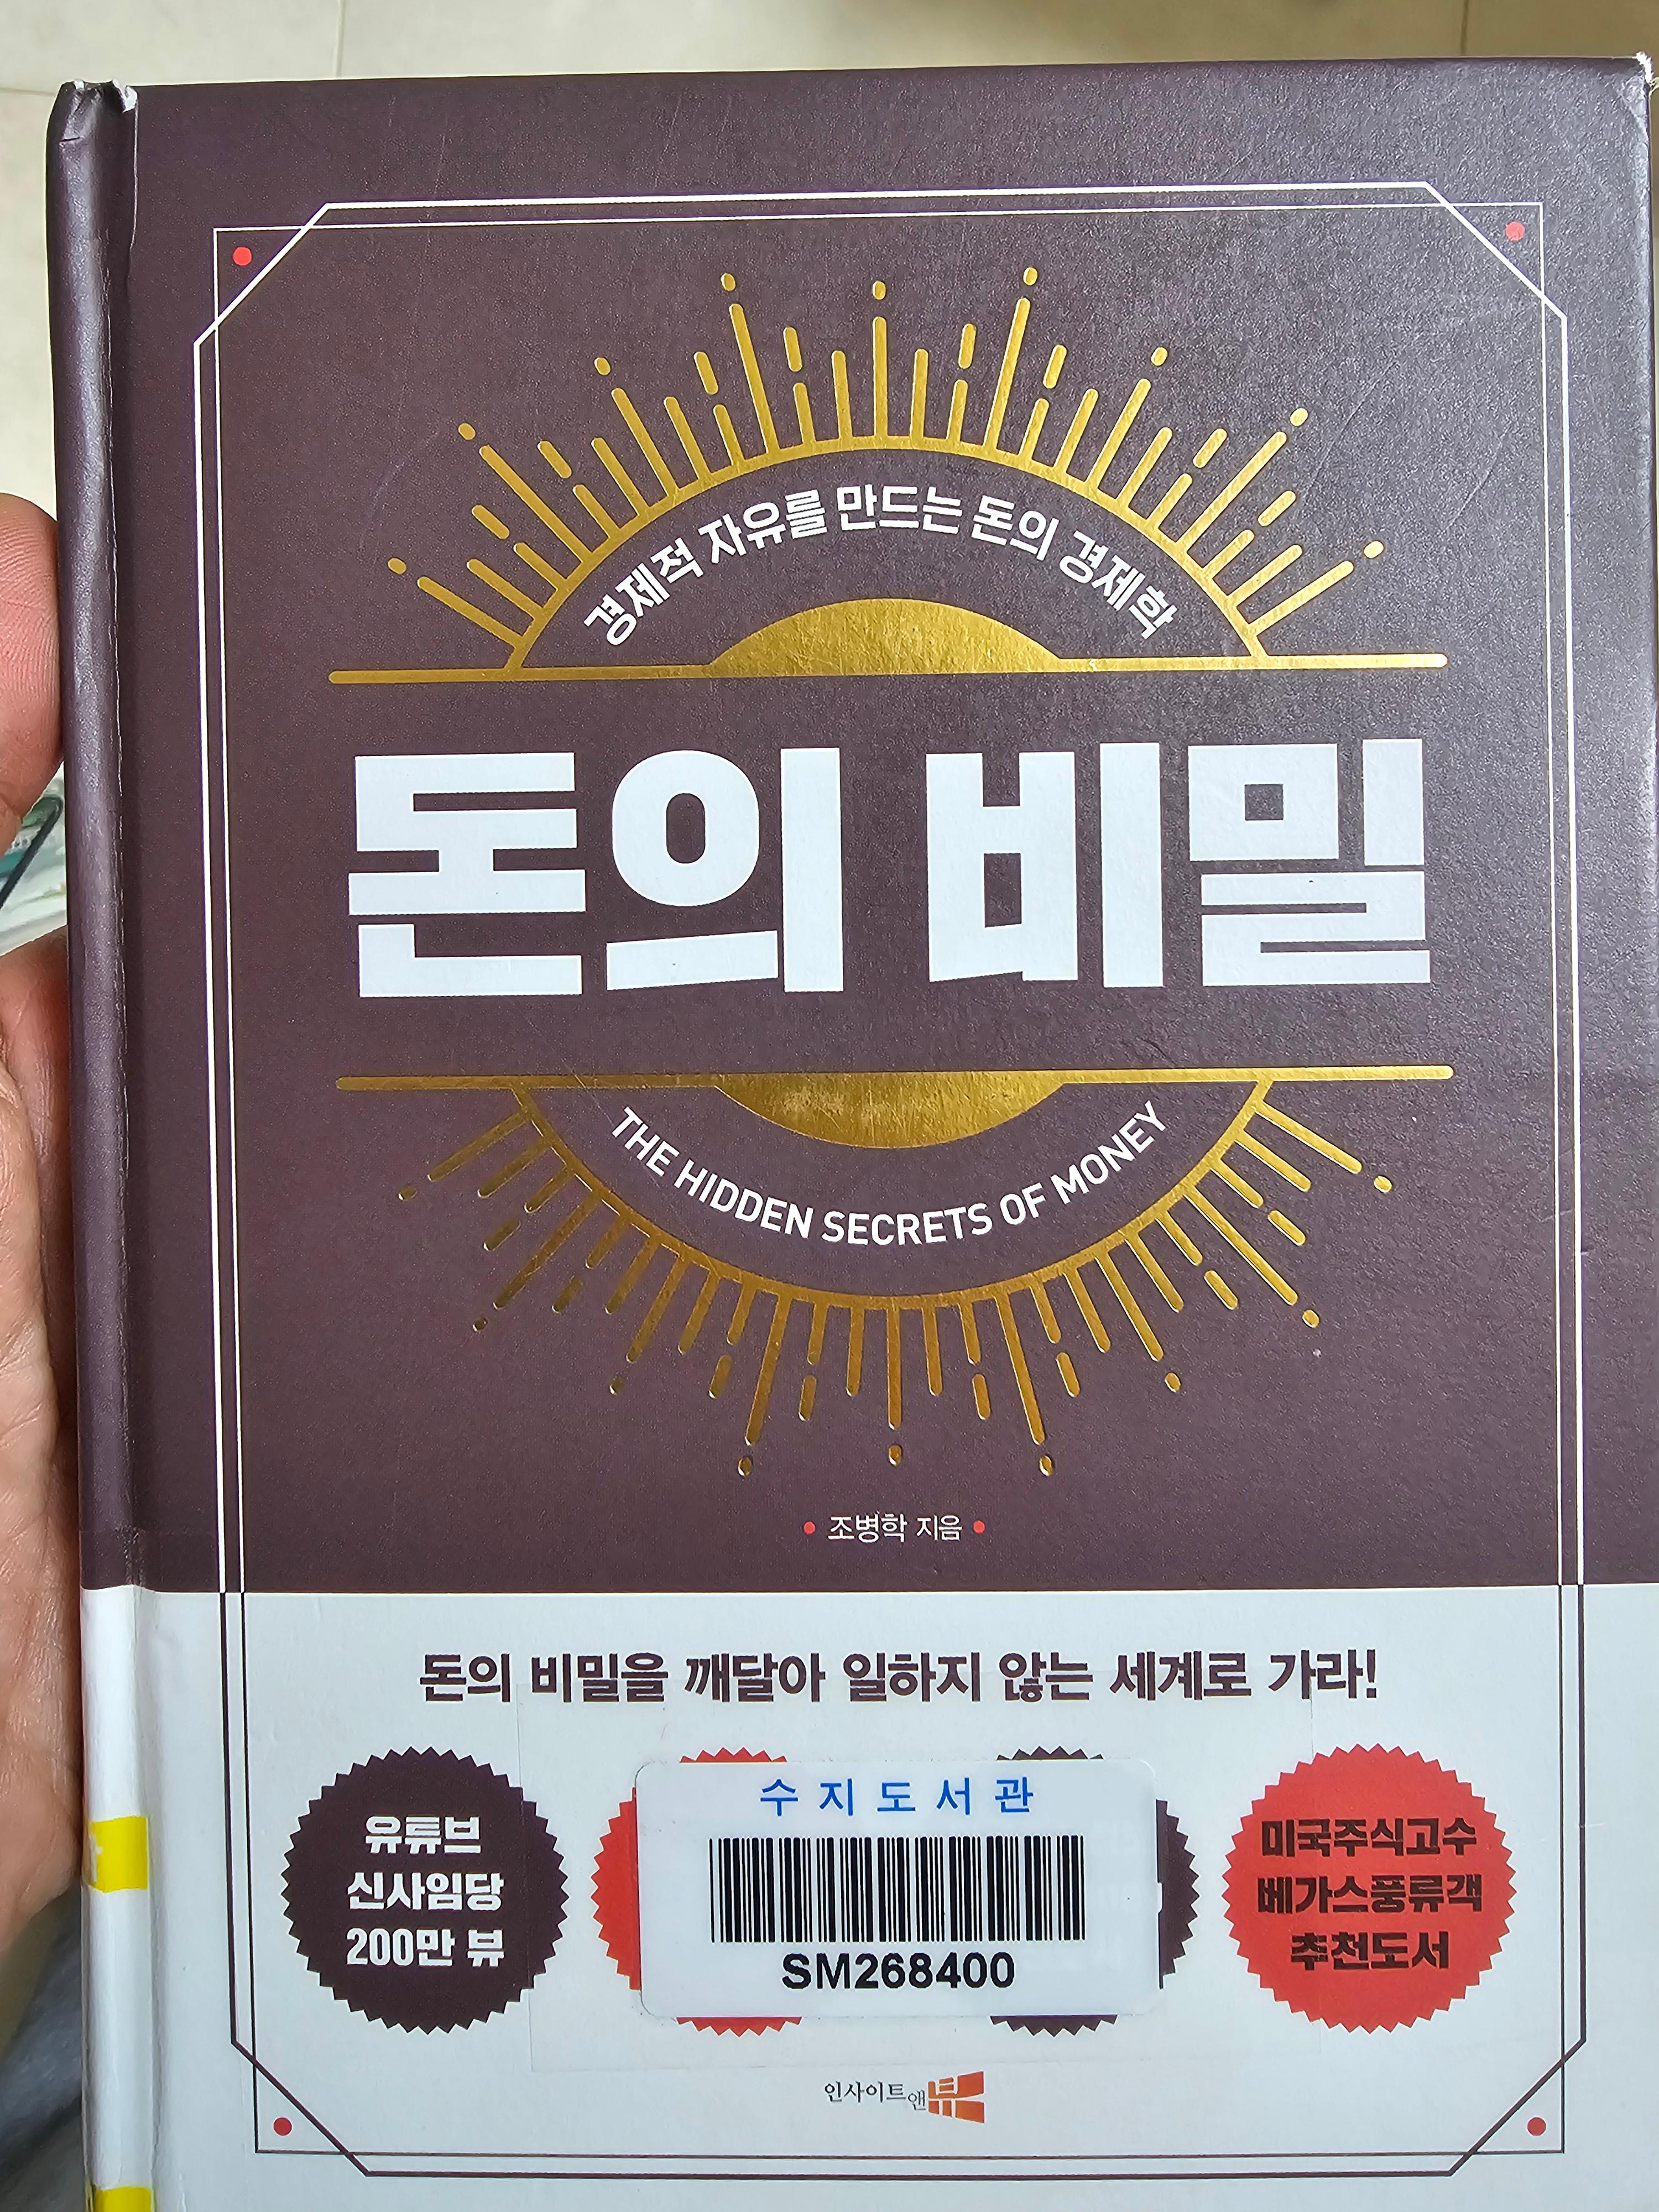 경제적 자유를 만드는 돈의 경제학
돈의 비밀
THE HIDDEN SECRETS OF MONEY
조병학 지음
돈의 비밀을 깨달아 일하지 않는 세계로 가라!
유튜브
신사임당
200만 뷰
수지도서관
SM268400
미국주식고수
베가스풍류객
추천도서
인사이트앤뷰